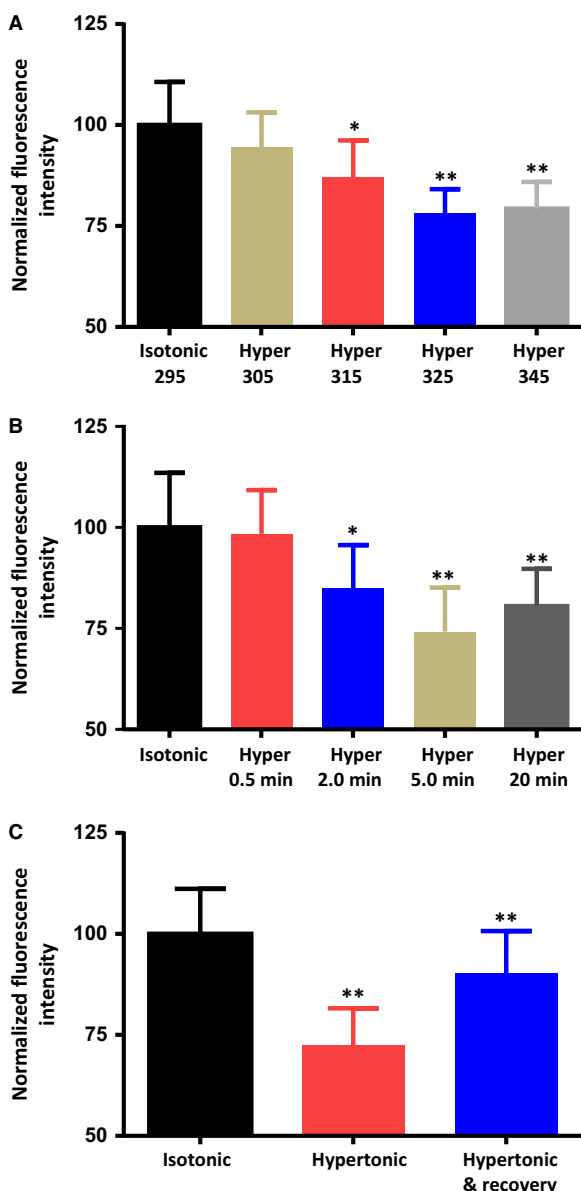 A
Normalized fluorescence
intensity
125
100
75
50
*
**
**
Isotonic
295
Hyper
305
Hyper
315
Hyper
325
Hyper
345
B
Normalized fluorescence
intensity
125
100
75
50
*
**
**
Isotonic
Hyper
0.5 min
Hyper
2.0 min
Hyper
5.0 min
Hyper
20 min
C
Normalized fluorescence
intensity
125
100
75
50
**
**
Isotonic
Hypertonic
Hypertonic
& recovery